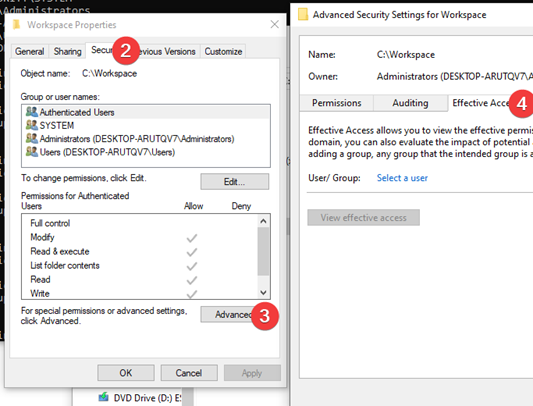 \Administrators
Workspace Properties
General Sharing Secur 2 revious Versions Customize
Object name: C:\Workspace
Group or user names:
Authenticated Users
SYSTEM
Administrators (DESKTOP-ARUTQV7\Administrators)
Users (DESKTOP-ARUTQV7\Users)
To change permissions, click Edit.
Edit...
Permissions for Authenticated
Users Allow Deny
Full control
Modify
Read & execute
List folder contents
Read
Write
For special permissions or advanced settings,
click Advanced.
Advanced 3
OK Cancel Apply
DVD Drive (D:) ES
Advanced Security Settings for Workspace
Name: C:\Workspace
Owner: Administrators (DESKTOP-ARUTQV7\A
Permissions Auditing Effective Acce 4
Effective Access allows you to view the effective permis
domain, you can also evaluate the impact of potential a
adding a group, any group that the intended group is a
User/ Group: Select a user
View effective access